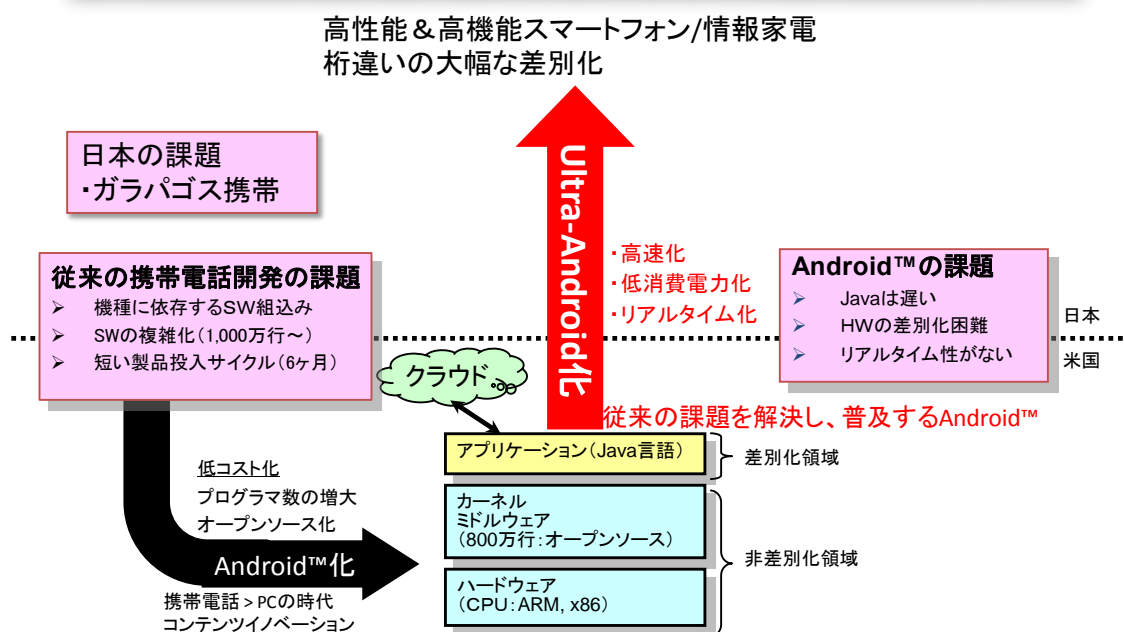 高性能＆高機能スマートフォン/情報家電
桁違いの大幅な差別化
日本の課題
・ガラパゴス携帯
従来の携帯電話開発の課題
➢ 機種に依存するSW組込み
➢ SWの複雑化（1,000万行～）
➢ 短い製品投入サイクル（6ヶ月）
Ultra-Android化
・高速化
・低消費電力化
・リアルタイム化
Android™の課題
➢ Javaは遅い
➢ HWの差別化困難
➢ リアルタイム性がない
日本
米国
クラウド
従来の課題を解決し、普及するAndroid™
アプリケーション（Java言語）
差別化領域
カーネル
ミドルウェア
（800万行：オープンソース）
非差別化領域
ハードウェア
（CPU：ARM, x86）
低コスト化
プログラマ数の増大
オープンソース化
Android™化
携帯電話 > PCの時代
コンテンツイノベーション